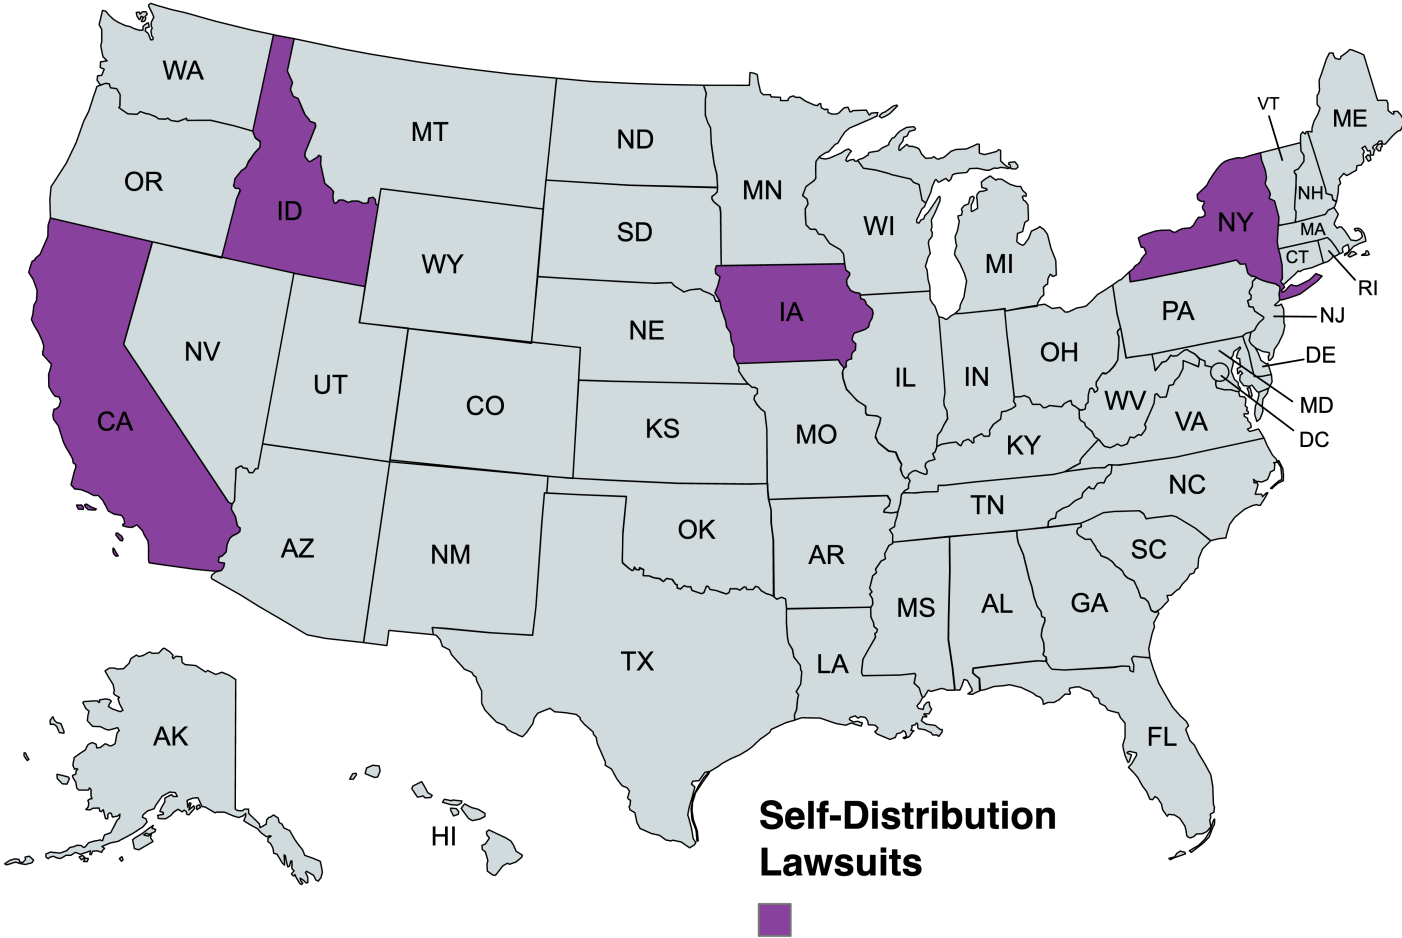 WA
OR
CA
NV
ID
MT
WY
UT
CO
AZ
NM
ND
SD
NE
KS
OK
TX
MN
IA
MO
AR
LA
WI
IL
MI
IN
OH
KY
TN
MS
AL
GA
FL
SC
NC
VA
WV
PA
NY
VT
NH
ME
MA
CT
RI
NJ
DE
MD
DC
AK
HI
Self-Distribution
Lawsuits